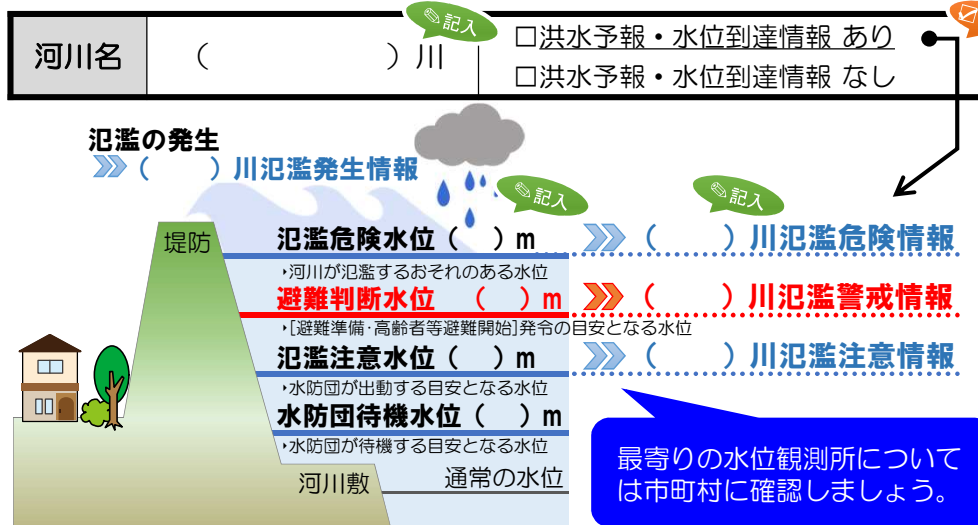 記入
河川名 （　　　　　　　）川 □洪水予報・水位到達情報 あり
□洪水予報・水位到達情報 なし
氾濫の発生
（　　）川氾濫発生情報
記入 記入
堤防 氾濫危険水位（　）m （　　）川氾濫危険情報
・河川が氾濫するおそれのある水位
避難判断水位（　）m （　　）川氾濫警戒情報
・[避難準備・高齢者等避難開始]発令の目安となる水位
氾濫注意水位（　）m （　　）川氾濫注意情報
・水防団が出動する目安となる水位
水防団待機水位（　）m
・水防団が待機する目安となる水位
河川敷 通常の水位
最寄りの水位観測所について
は市町村に確認しましょう。